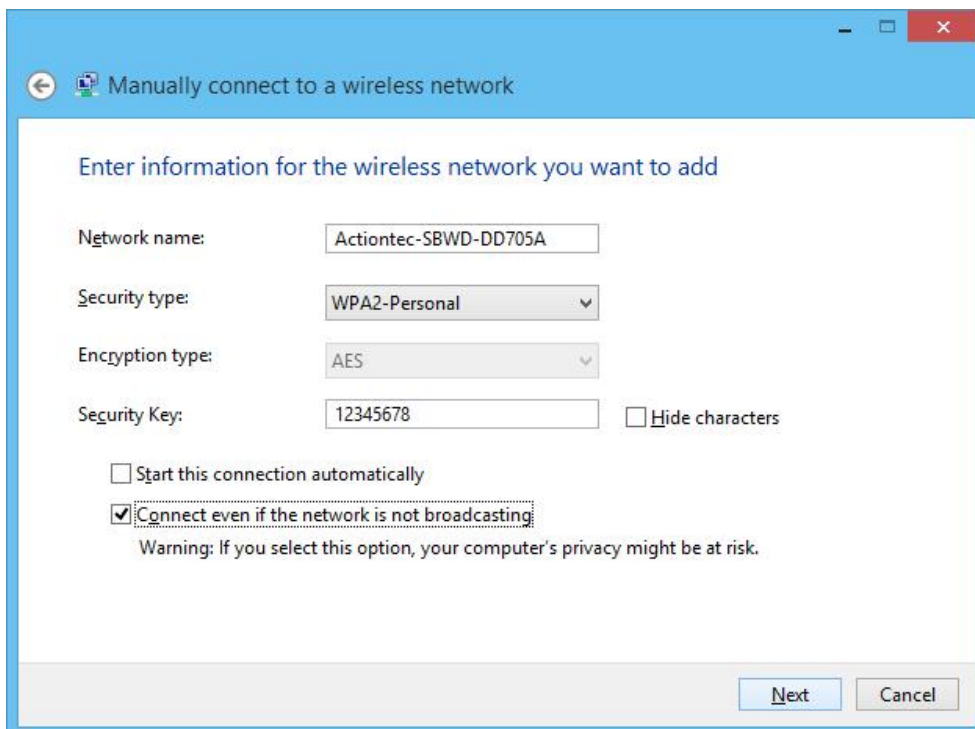 Manually connect to a wireless network
Enter information for the wireless network you want to add
Network name: Actiontec-SBWD-DD705A
Security type: WPA2-Personal
Encryption type: AES
Security Key: 12345678 Hide characters
Start this connection automatically
Connect even if the network is not broadcasting
Warning: If you select this option, your computer's privacy might be at risk.
Next Cancel